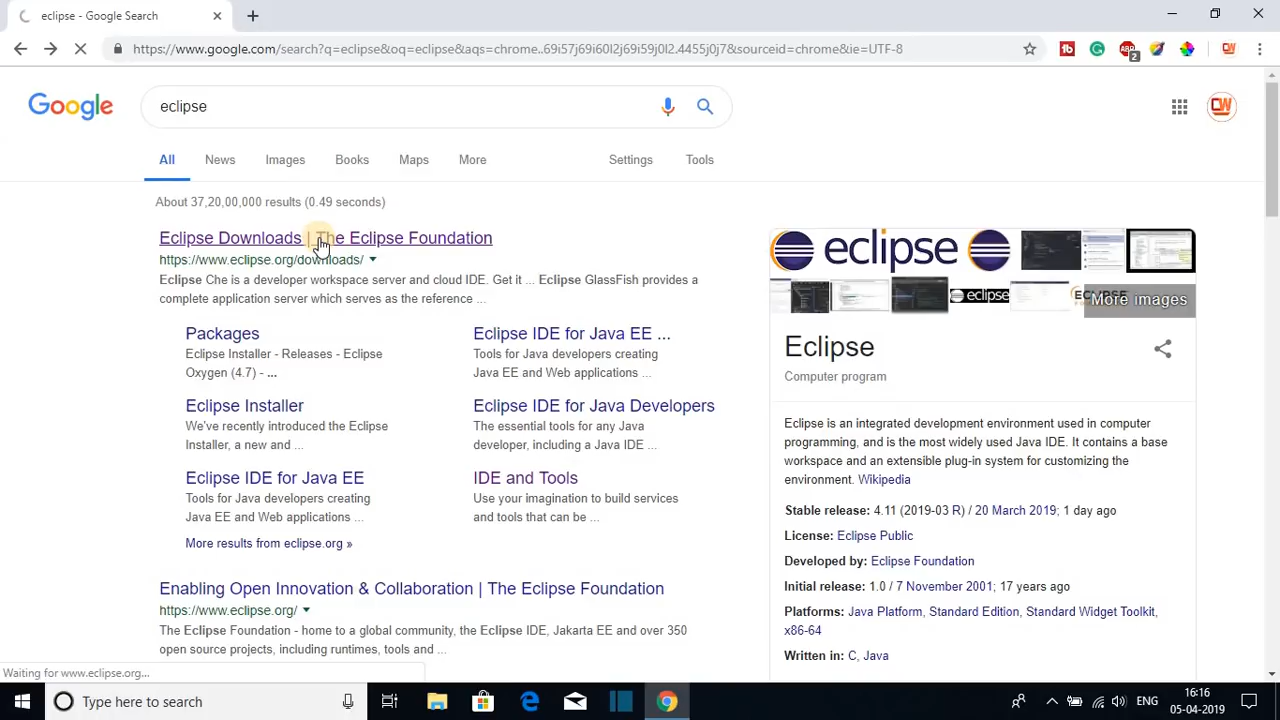 eclipse - Google Search
https://www.google.com/search?q=eclipse&oq=eclipse&aqs=chrome..69i57j69i60l2j69i59j0l2.4455j0j7&sourceid=chrome&ie=UTF-8
Google
eclipse
All News Images Books Maps More Settings Tools
About 37,20,00,000 results (0.49 seconds)
Eclipse Downloads | The Eclipse Foundation
https://www.eclipse.org/downloads/
Eclipse Che is a developer workspace server and cloud IDE. Get it ... Eclipse GlassFish provides a
complete application server which serves as the reference ...
Packages
Eclipse Installer - Releases - Eclipse
Oxygen (4.7) - ...
Eclipse IDE for Java EE ...
Tools for Java developers creating
Java EE and Web applications ...
Eclipse Installer
We've recently introduced the Eclipse
Installer, a new and ...
Eclipse IDE for Java Developers
The essential tools for any Java
developer, including a Java IDE ...
Eclipse IDE for Java EE
Tools for Java developers creating
Java EE and Web applications ...
IDE and Tools
Use your imagination to build services
and tools that can be ...
More results from eclipse.org »
Enabling Open Innovation & Collaboration | The Eclipse Foundation
https://www.eclipse.org/
The Eclipse Foundation - home to a global community, the Eclipse IDE, Jakarta EE and over 350
open source projects, including runtimes, tools and ...
eclipse
eclipse
More images
Eclipse
Computer program
Eclipse is an integrated development environment used in computer
programming, and is the most widely used Java IDE. It contains a base
workspace and an extensible plug-in system for customizing the
environment. Wikipedia
Stable release: 4.11 (2019-03 R) / 20 March 2019; 1 day ago
License: Eclipse Public
Developed by: Eclipse Foundation
Initial release: 1.0 / 7 November 2001; 17 years ago
Platforms: Java Platform, Standard Edition, Standard Widget Toolkit,
x86-64
Written in: C, Java
Waiting for www.eclipse.org...
Type here to search
ENG
16:16
05-04-2019